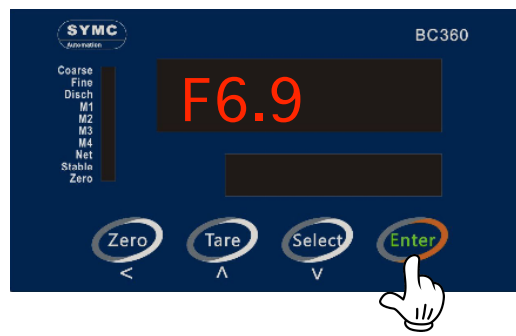 SYMC
Automation
BC360
Coarse
Fine
Disch
M1
M2
M3
M4
Net
Stable
Zero
F6.9
Zero
Tare
Select
Enter
<
Λ
V